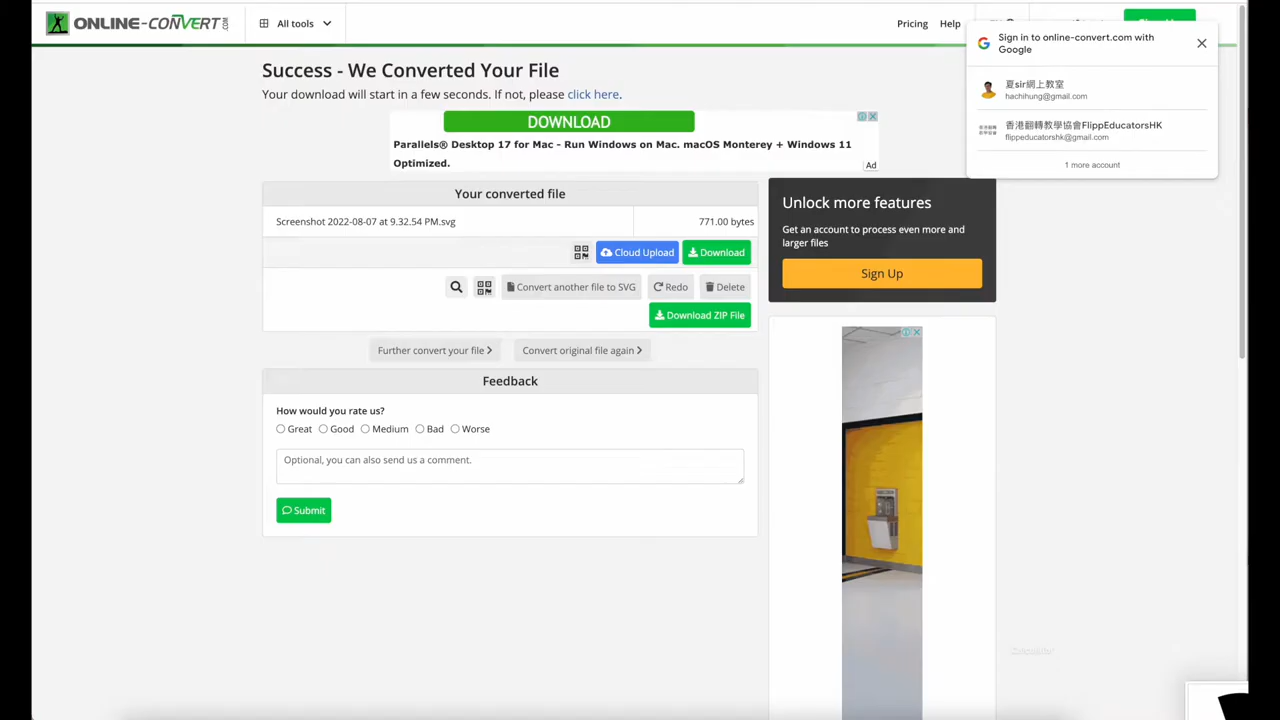 ONLINE-CONVERT.COM
All tools
Pricing
Help
Sign in to online-convert.com with
Google
夏sir網上教室
hachihung@gmail.com
香港翻轉教學協會FlippEducatorsHK
flippeducatorshk@gmail.com
1 more account
Success - We Converted Your File
Your download will start in a few seconds. If not, please click here.
DOWNLOAD
Parallels® Desktop 17 for Mac - Run Windows on Mac. macOS Monterey + Windows 11
Optimized.
Ad
Your converted file
Screenshot 2022-08-07 at 9.32.54 PM.svg
771.00 bytes
Cloud Upload
Download
Convert another file to SVG
Redo
Delete
Download ZIP File
Further convert your file
Convert original file again
Unlock more features
Get an account to process even more and
larger files
Sign Up
Feedback
How would you rate us?
Great
Good
Medium
Bad
Worse
Optional, you can also send us a comment.
Submit